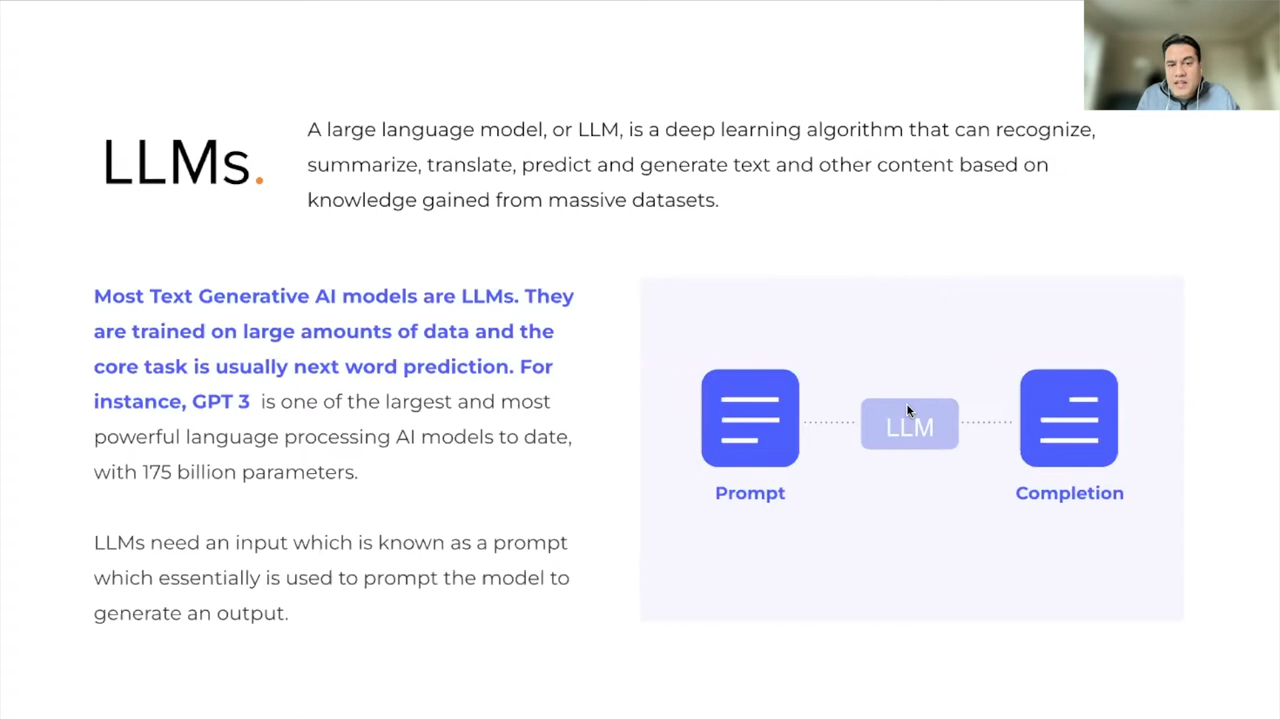 LLMs.
A large language model, or LLM, is a deep learning algorithm that can recognize,
summarize, translate, predict and generate text and other content based on
knowledge gained from massive datasets.
Most Text Generative AI models are LLMs. They
are trained on large amounts of data and the
core task is usually next word prediction. For
instance, GPT 3 is one of the largest and most
powerful language processing AI models to date,
with 175 billion parameters.
LLMs need an input which is known as a prompt
which essentially is used to prompt the model to
generate an output.
LLM
Prompt
Completion